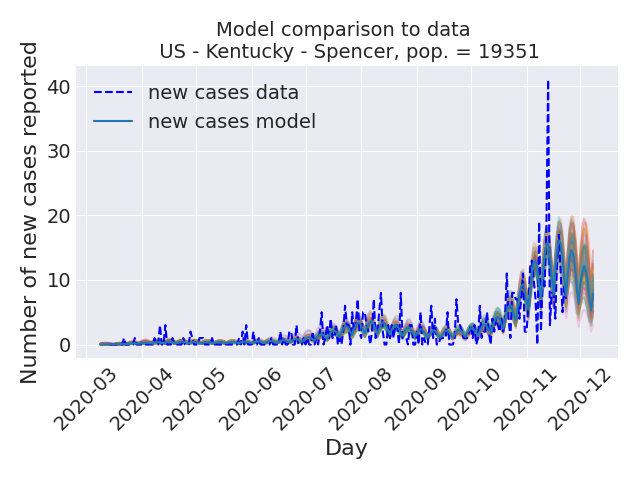 Model comparison to data
US - Kentucky - Spencer, pop. = 19351
Number of new cases reported
40
30
20
10
0
new cases data
new cases model
2020-03
2020-04
2020-05
2020-06
2020-07
2020-08
2020-09
2020-10
2020-11
2020-12
Day